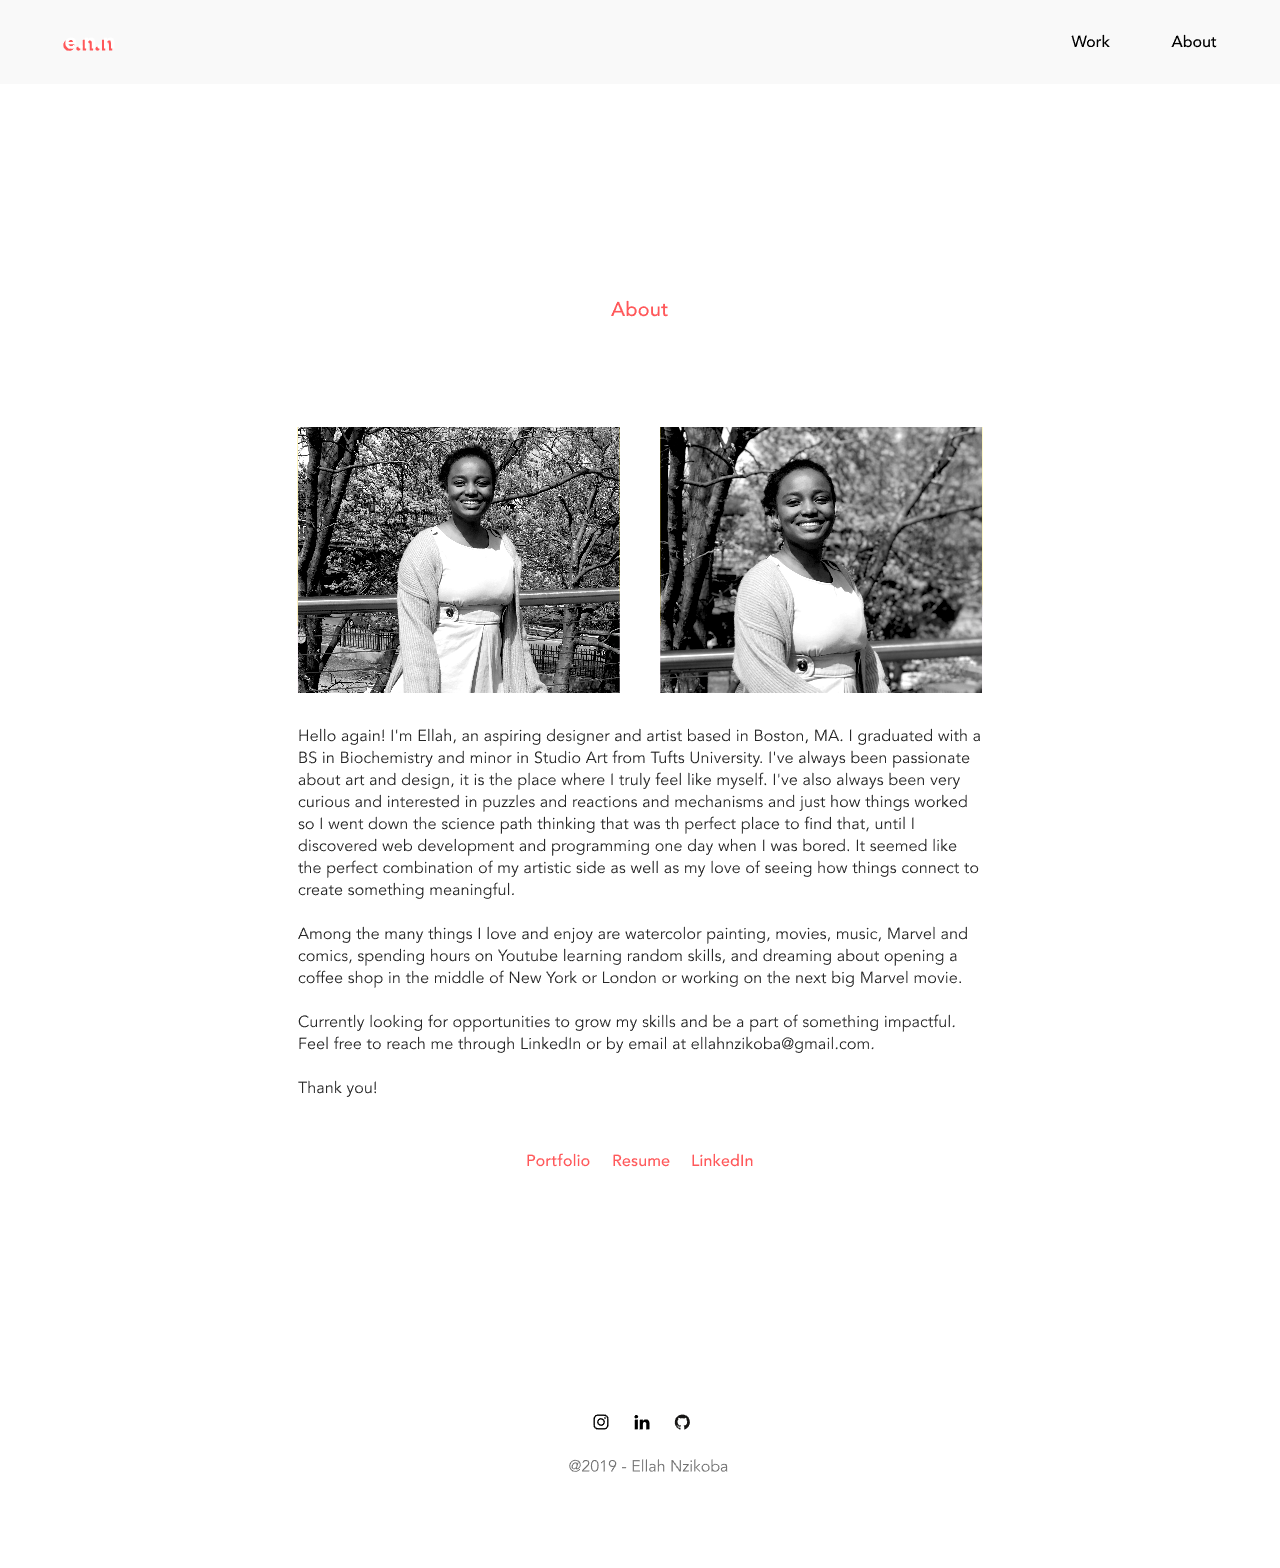 e.n.n
Work
About
About
Hello again! I'm Ellah, an aspiring designer and artist based in Boston, MA. I graduated with a
BS in Biochemistry and minor in Studio Art from Tufts University. I've always been passionate
about art and design, it is the place where I truly feel like myself. I've also always been very
curious and interested in puzzles and reactions and mechanisms and just how things worked
so I went down the science path thinking that was th perfect place to find that, until I
discovered web development and programming one day when I was bored. It seemed like
the perfect combination of my artistic side as well as my love of seeing how things connect to
create something meaningful.
Among the many things I love and enjoy are watercolor painting, movies, music, Marvel and
comics, spending hours on Youtube learning random skills, and dreaming about opening a
coffee shop in the middle of New York or London or working on the next big Marvel movie.
Currently looking for opportunities to grow my skills and be a part of something impactful.
Feel free to reach me through LinkedIn or by email at ellahnzikoba@gmail.com.
Thank you!
Portfolio Resume LinkedIn
@2019 - Ellah Nzikoba